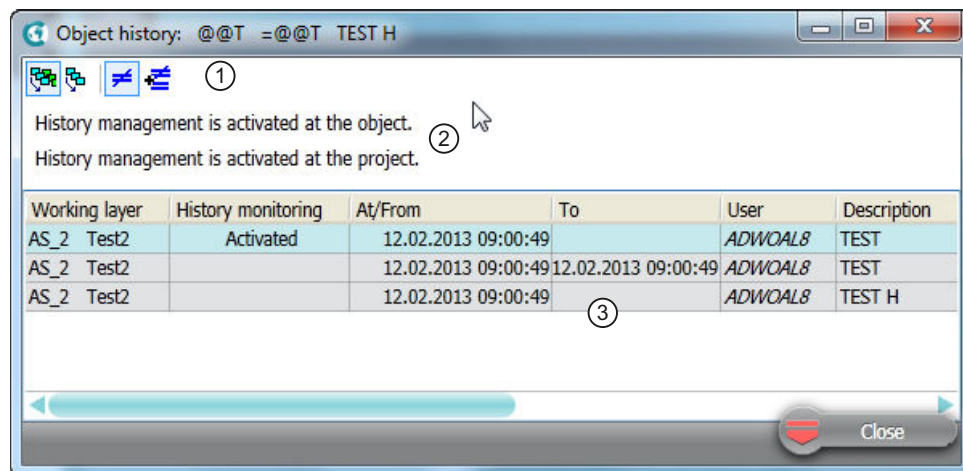 Object history: @@T =@@T TEST H
1
History management is activated at the object.
2
History management is activated at the project.
Working layer History monitoring At/From To User Description
AS_2 Test2 Activated 12.02.2013 09:00:49 ADWOAL8 TEST
AS_2 Test2 12.02.2013 09:00:49 12.02.2013 09:00:49 ADWOAL8 TEST
AS_2 Test2 12.02.2013 09:00:49 ADWOAL8 TEST H
3
Close